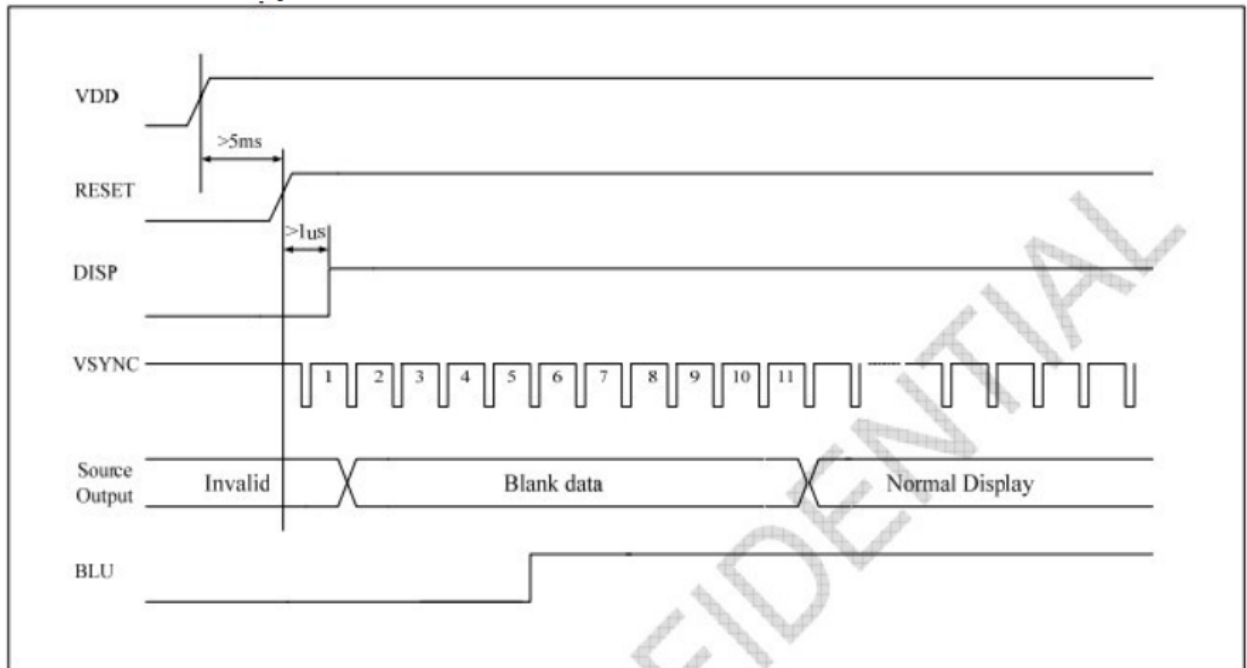 VDD
>5ms
RESET
>1us
DISP
VSYNC 1 2 3 4 5 6 7 8 9 10 11
Source
Output
Invalid Blank data Normal Display
BLU
FIDENTIAL